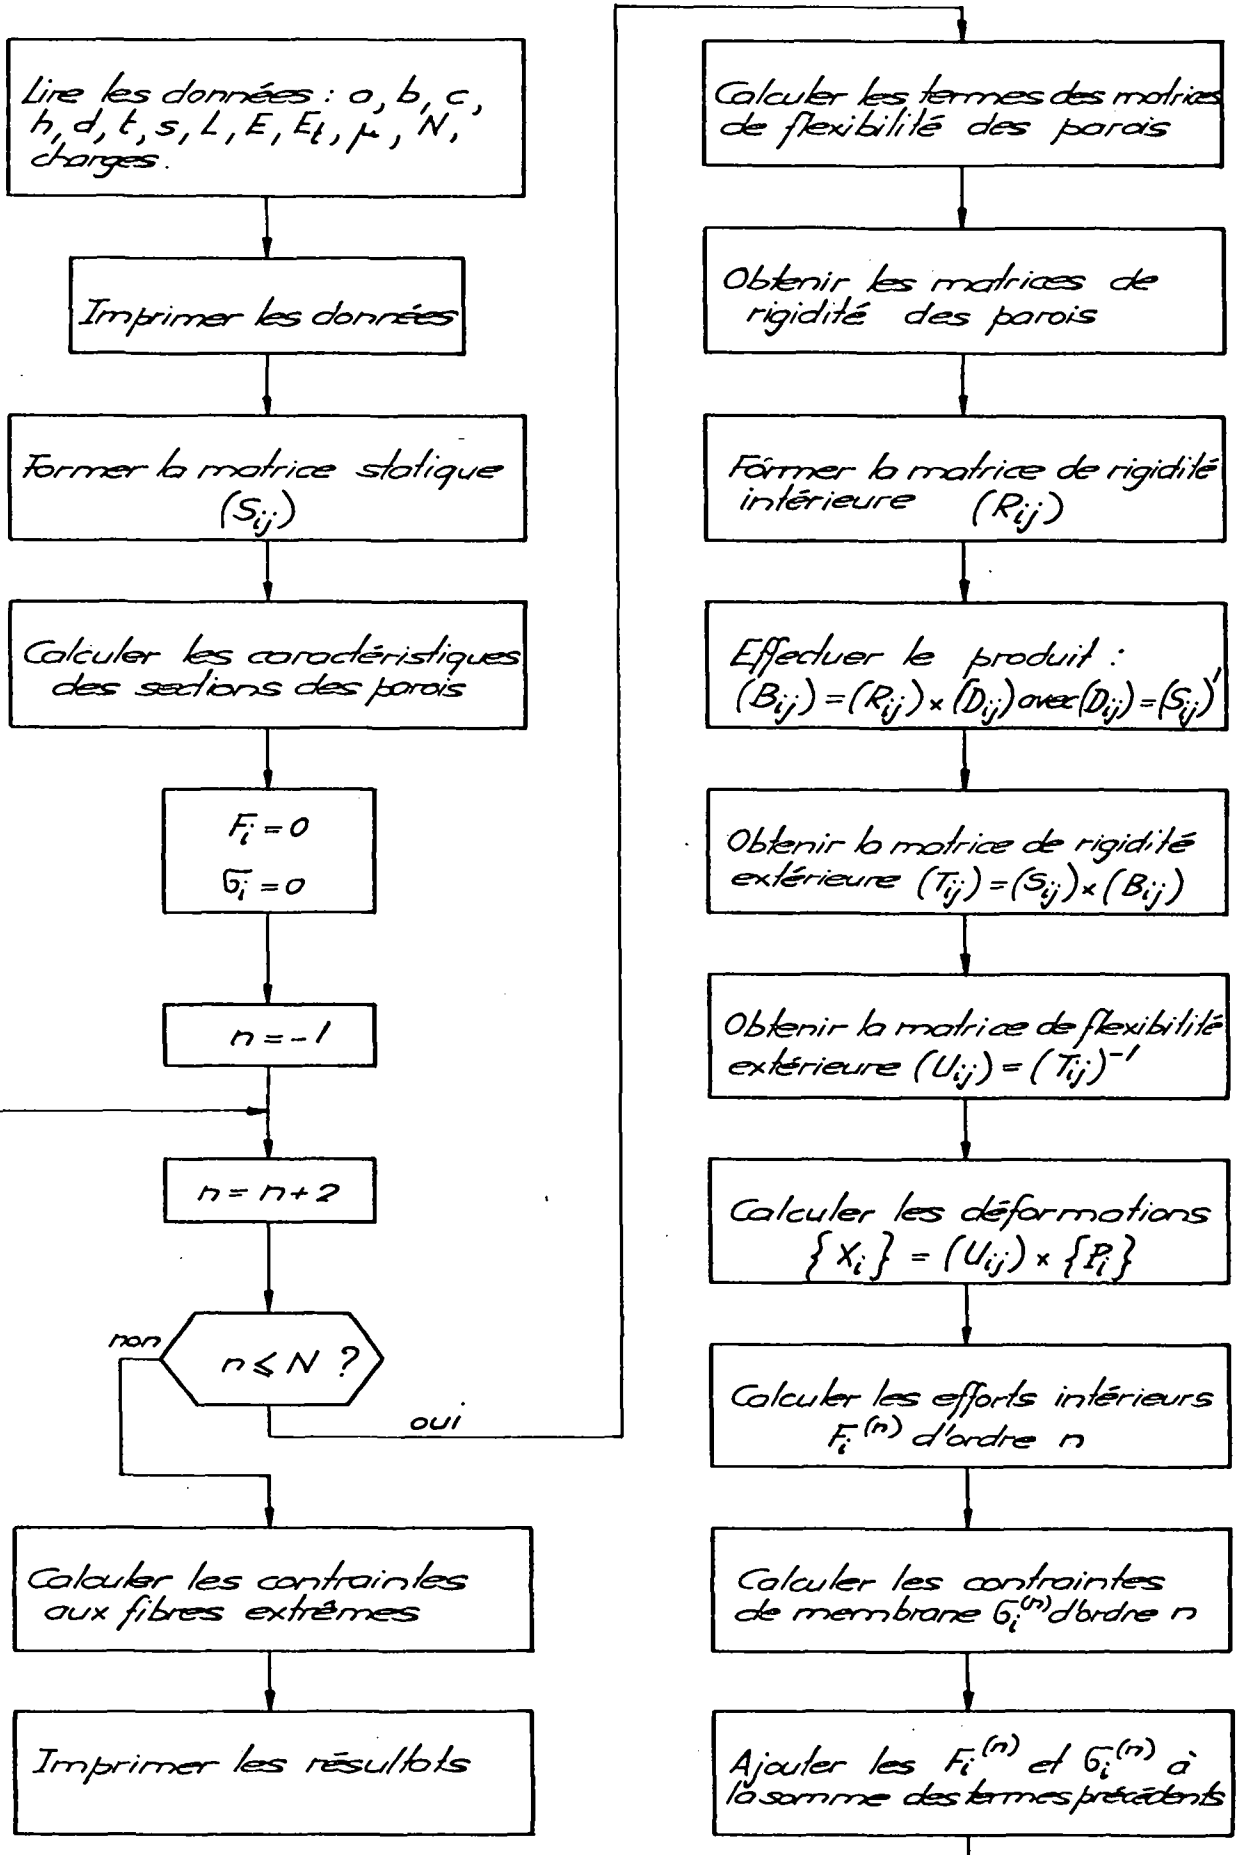 Lire les données : a, b, c,
h, d, t, s, L, E, Et, μ, N,
charges.
Imprimer les données
Former la matrice statique
(Sij)
Calculer les caractéristiques
des sections des parois
Fi = 0
σi = 0
n = -1
n = n+2
n ≤ N ?
non
oui
Calculer les contraintes
aux fibres extrêmes
Imprimer les résultats
Calculer les termes des matrices
de flexibilité des parois
Obtenir les matrices de
rigidité des parois
Former la matrice de rigidité
intérieure (Rij)
Effectuer le produit :
(Bij) = (Rij) × (Dij) avec (Dij) = (Sij)'
Obtenir la matrice de rigidité
extérieure (Tij) = (Sij) × (Bij)
Obtenir la matrice de flexibilité
extérieure (Uij) = (Tij)⁻¹
Calculer les déformations
{Xi} = (Uij) × {Pi}
Calculer les efforts intérieurs
Fi⁽ⁿ⁾ d'ordre n
Calculer les contraintes
de membrane σi⁽ⁿ⁾ d'ordre n
Ajouter les Fi⁽ⁿ⁾ et σi⁽ⁿ⁾ à
la somme des termes précédents